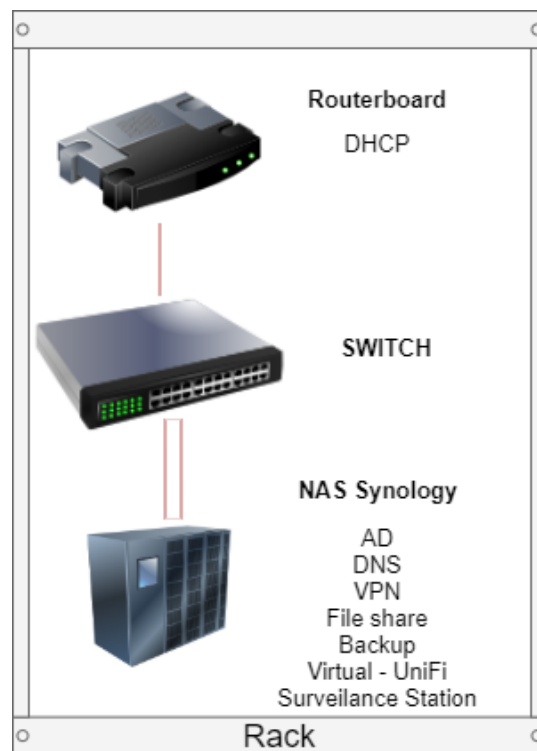 Routerboard
DHCP
SWITCH
NAS Synology
AD
DNS
VPN
File share
Backup
Virtual - UniFi
Surveilance Station
Rack